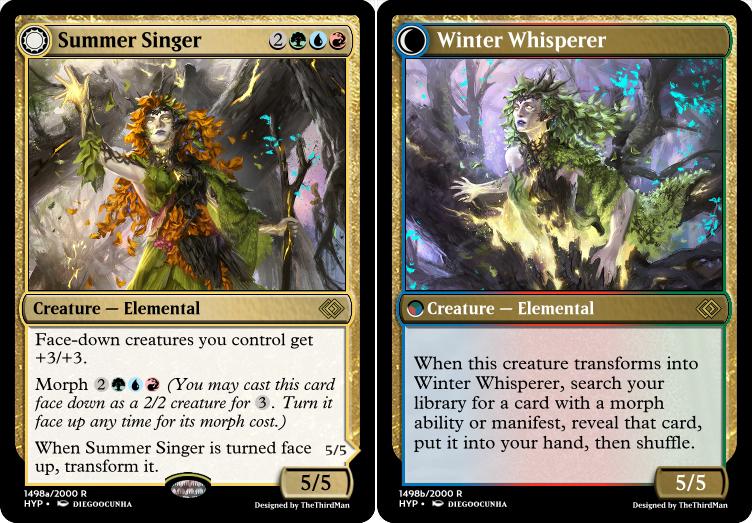 Summer Singer 2
Creature — Elemental
Face-down creatures you control get
+3/+3.
Morph 2 (You may cast this card
face down as a 2/2 creature for 3. Turn it
face up any time for its morph cost.)
When Summer Singer is turned face
up, transform it.
5/5
5/5
1498a/2000 R
HYP • DIEGOOCUNHA
Designed by TheThirdMan
Winter Whisperer
Creature — Elemental
When this creature transforms into
Winter Whisperer, search your
library for a card with a morph
ability or manifest, reveal that card,
put it into your hand, then shuffle.
5/5
1498b/2000 R
HYP • DIEGOOCUNHA
Designed by TheThirdMan